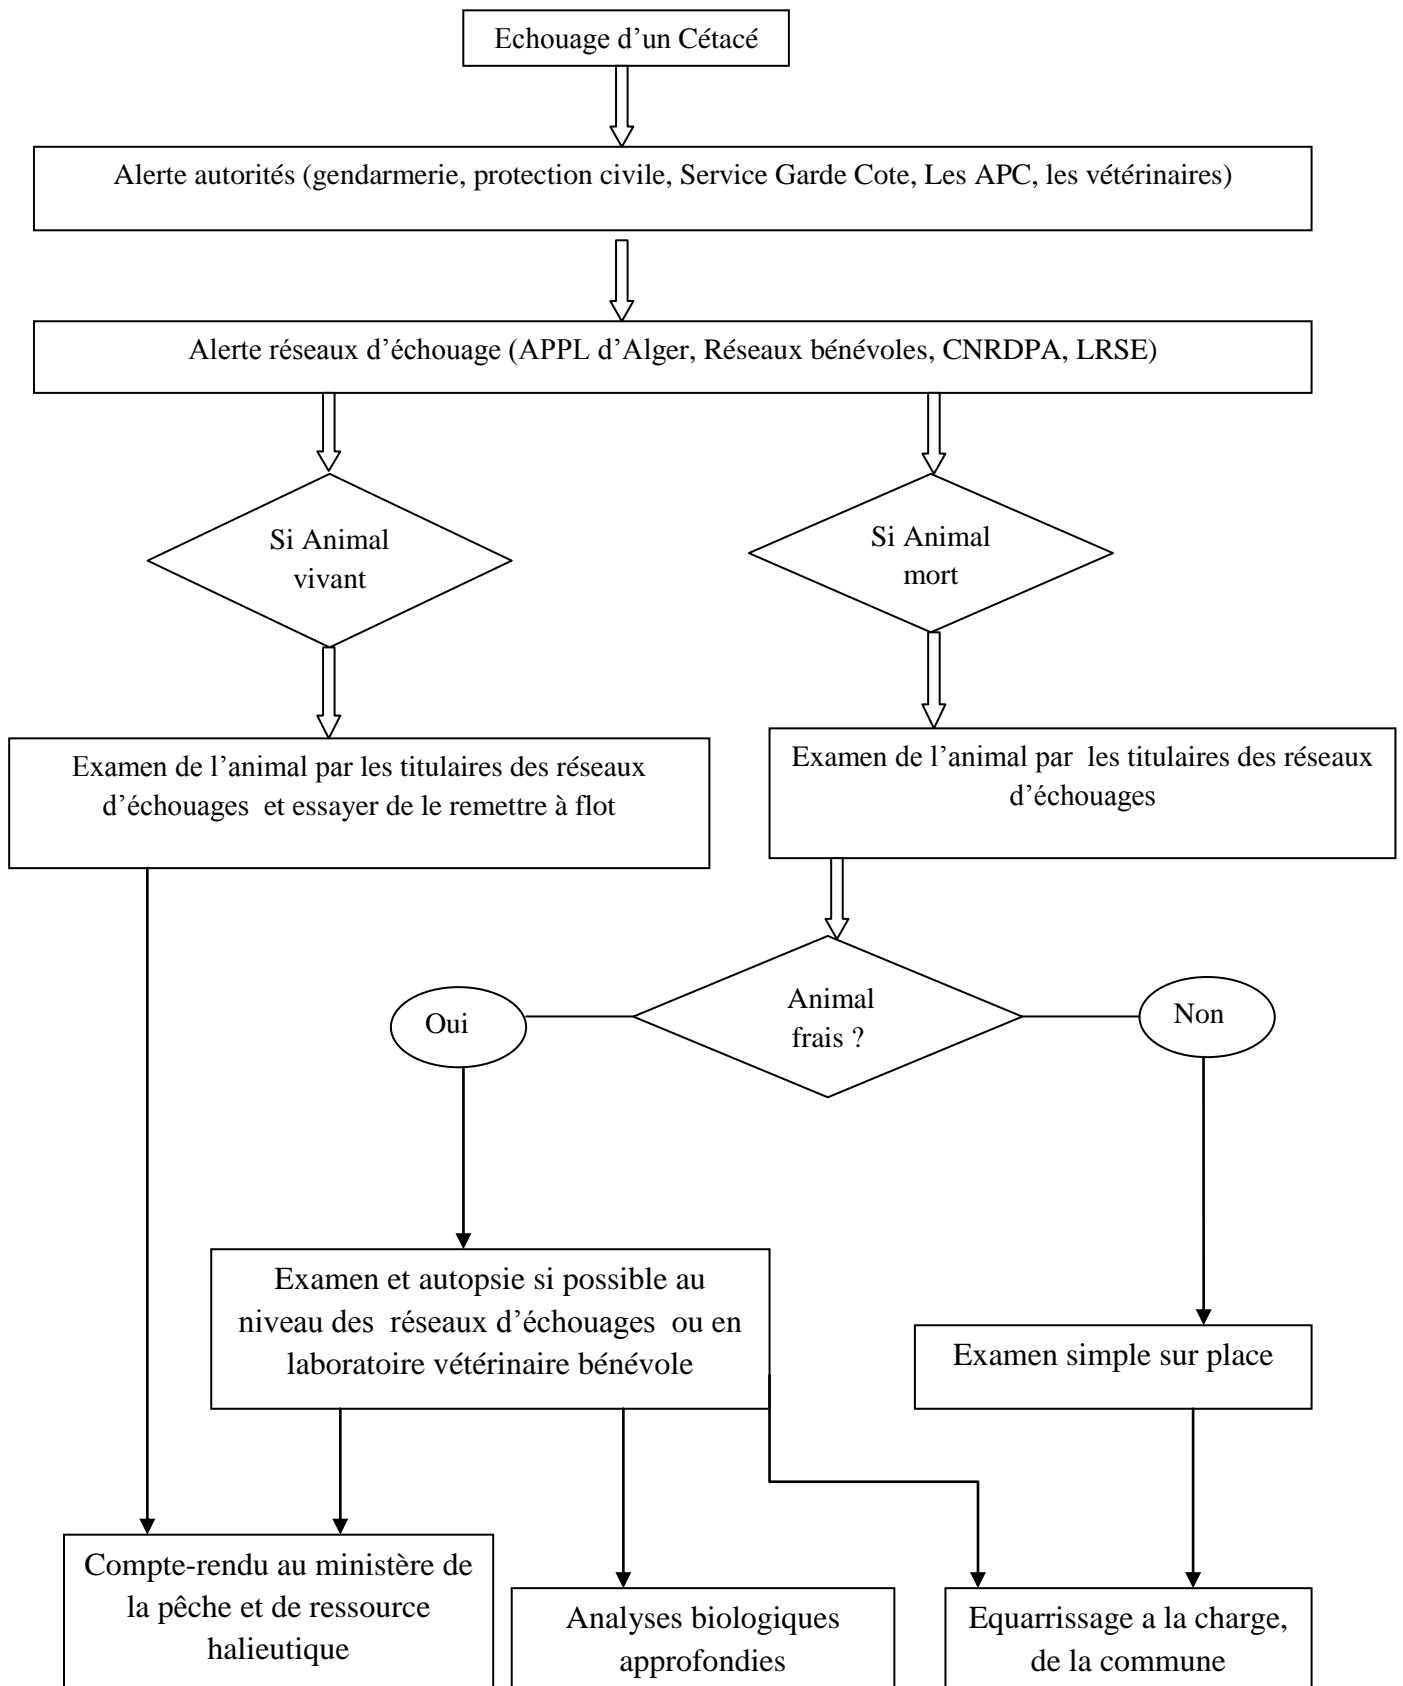 Echouage d’un Cétacé
Alerte autorités (gendarmerie, protection civile, Service Garde Cote, Les APC, les vétérinaires)
Alerte réseaux d’échouage (APPL d’Alger, Réseaux bénévoles, CNRDPA, LRSE)
Si Animal
vivant
Si Animal
mort
Examen de l’animal par les titulaires des réseaux
d’échouages et essayer de le remettre à flot
Examen de l’animal par les titulaires des réseaux
d’échouages
Animal
frais ?
Oui
Non
Examen et autopsie si possible au
niveau des réseaux d’échouages ou en
laboratoire vétérinaire bénévole
Examen simple sur place
Compte-rendu au ministère de
la pêche et de ressource
halieutique
Analyses biologiques
approfondies
Equarrissage a la charge,
de la commune